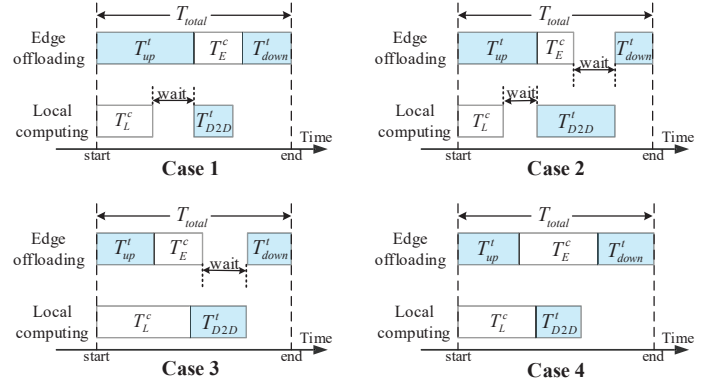 T_total
Edge offloading
T^t_up T^c_E T^t_down
wait
Local computing
T^c_L T^t_D2D
Time
start end
Case 1
T_total
Edge offloading
T^t_up T^c_E T^t_down
wait
wait
Local computing
T^c_L T^t_D2D
Time
start end
Case 2
T_total
Edge offloading
T^t_up T^c_E T^t_down
wait
Local computing
T^c_L T^t_D2D
Time
start end
Case 3
T_total
Edge offloading
T^t_up T^c_E T^t_down
Local computing
T^c_L T^t_D2D
Time
start end
Case 4